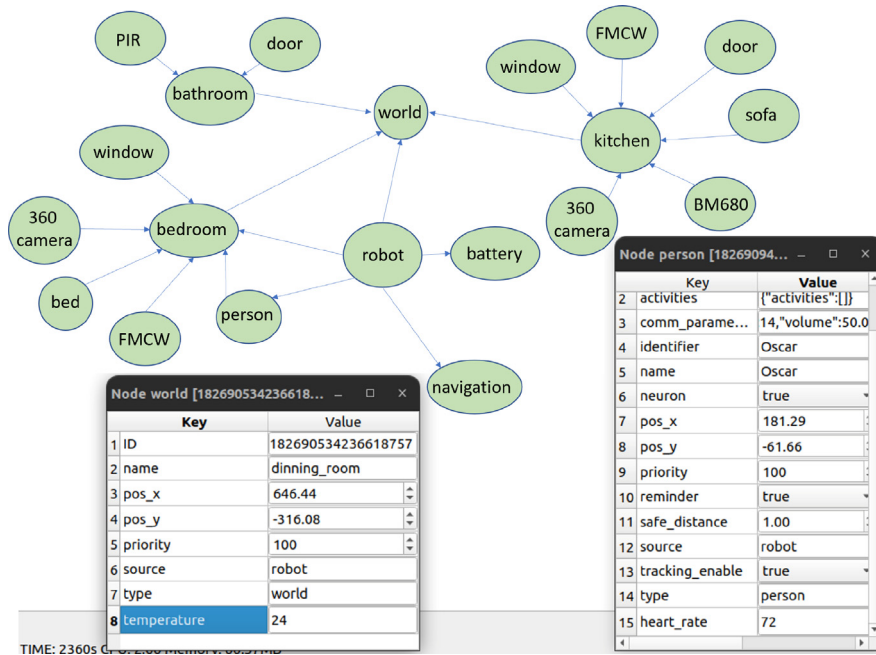 PIR
door
bathroom
world
window
FMCW
door
sofa
kitchen
BM680
360
camera
window
360
camera
bedroom
bed
FMCW
person
robot
battery
navigation
Node world [182690534236618...
Key Value
1 ID 182690534236618757
2 name dinning_room
3 pos_x 646.44
4 pos_y -316.08
5 priority 100
6 source robot
7 type world
8 temperature 24
Node person [18269094...
Key Value
2 activities {"activities":[]}
3 comm_parame... 14,"volume":50.0
4 identifier Oscar
5 name Oscar
6 neuron true
7 pos_x 181.29
8 pos_y -61.66
9 priority 100
10 reminder true
11 safe_distance 1.00
12 source robot
13 tracking_enable true
14 type person
15 heart_rate 72
TIME: 2360s